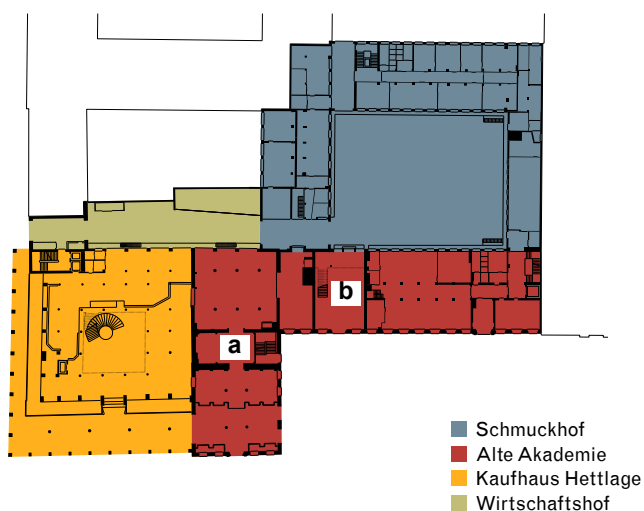 b
a
Schmuckhof
Alte Akademie
Kaufhaus Hettlage
Wirtschaftshof